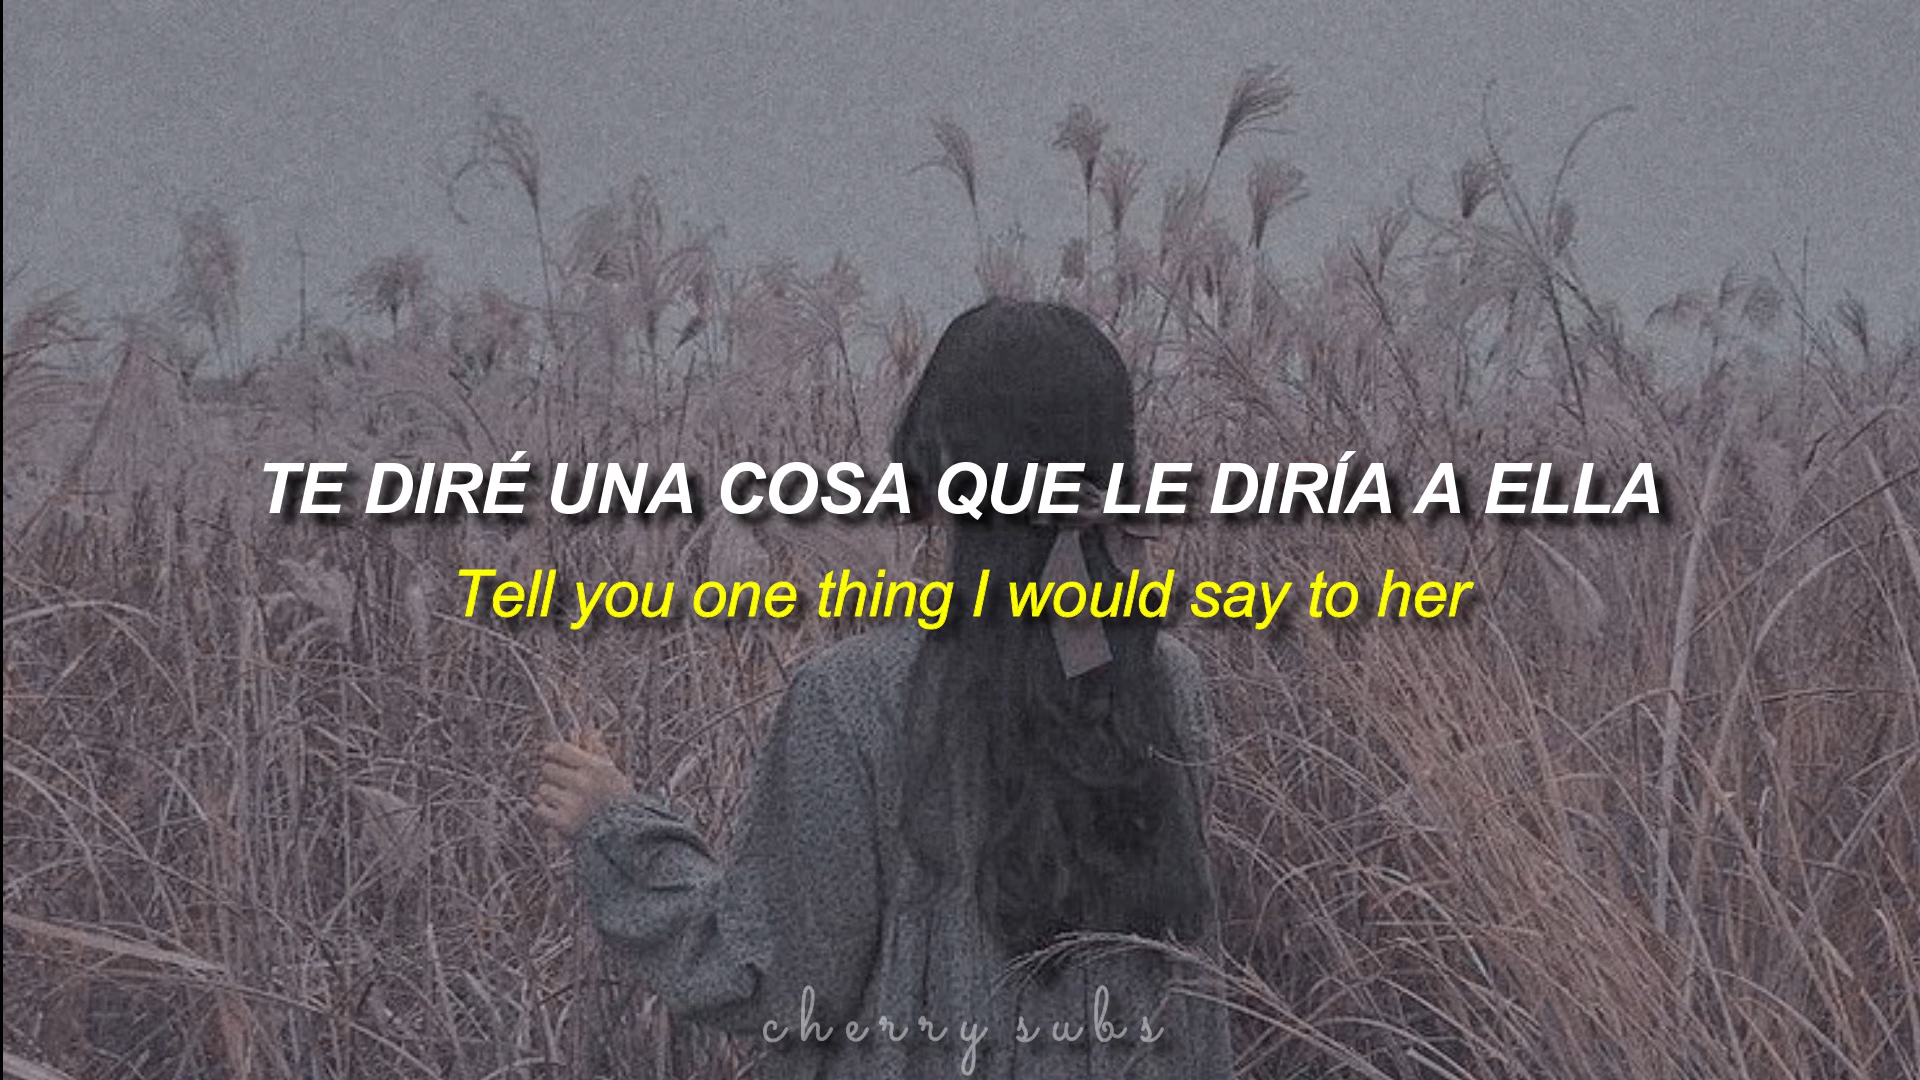 TE DIRÉ UNA COSA QUE LE DIRÍA A ELLA
Tell you one thing I would say to her
cherry subs